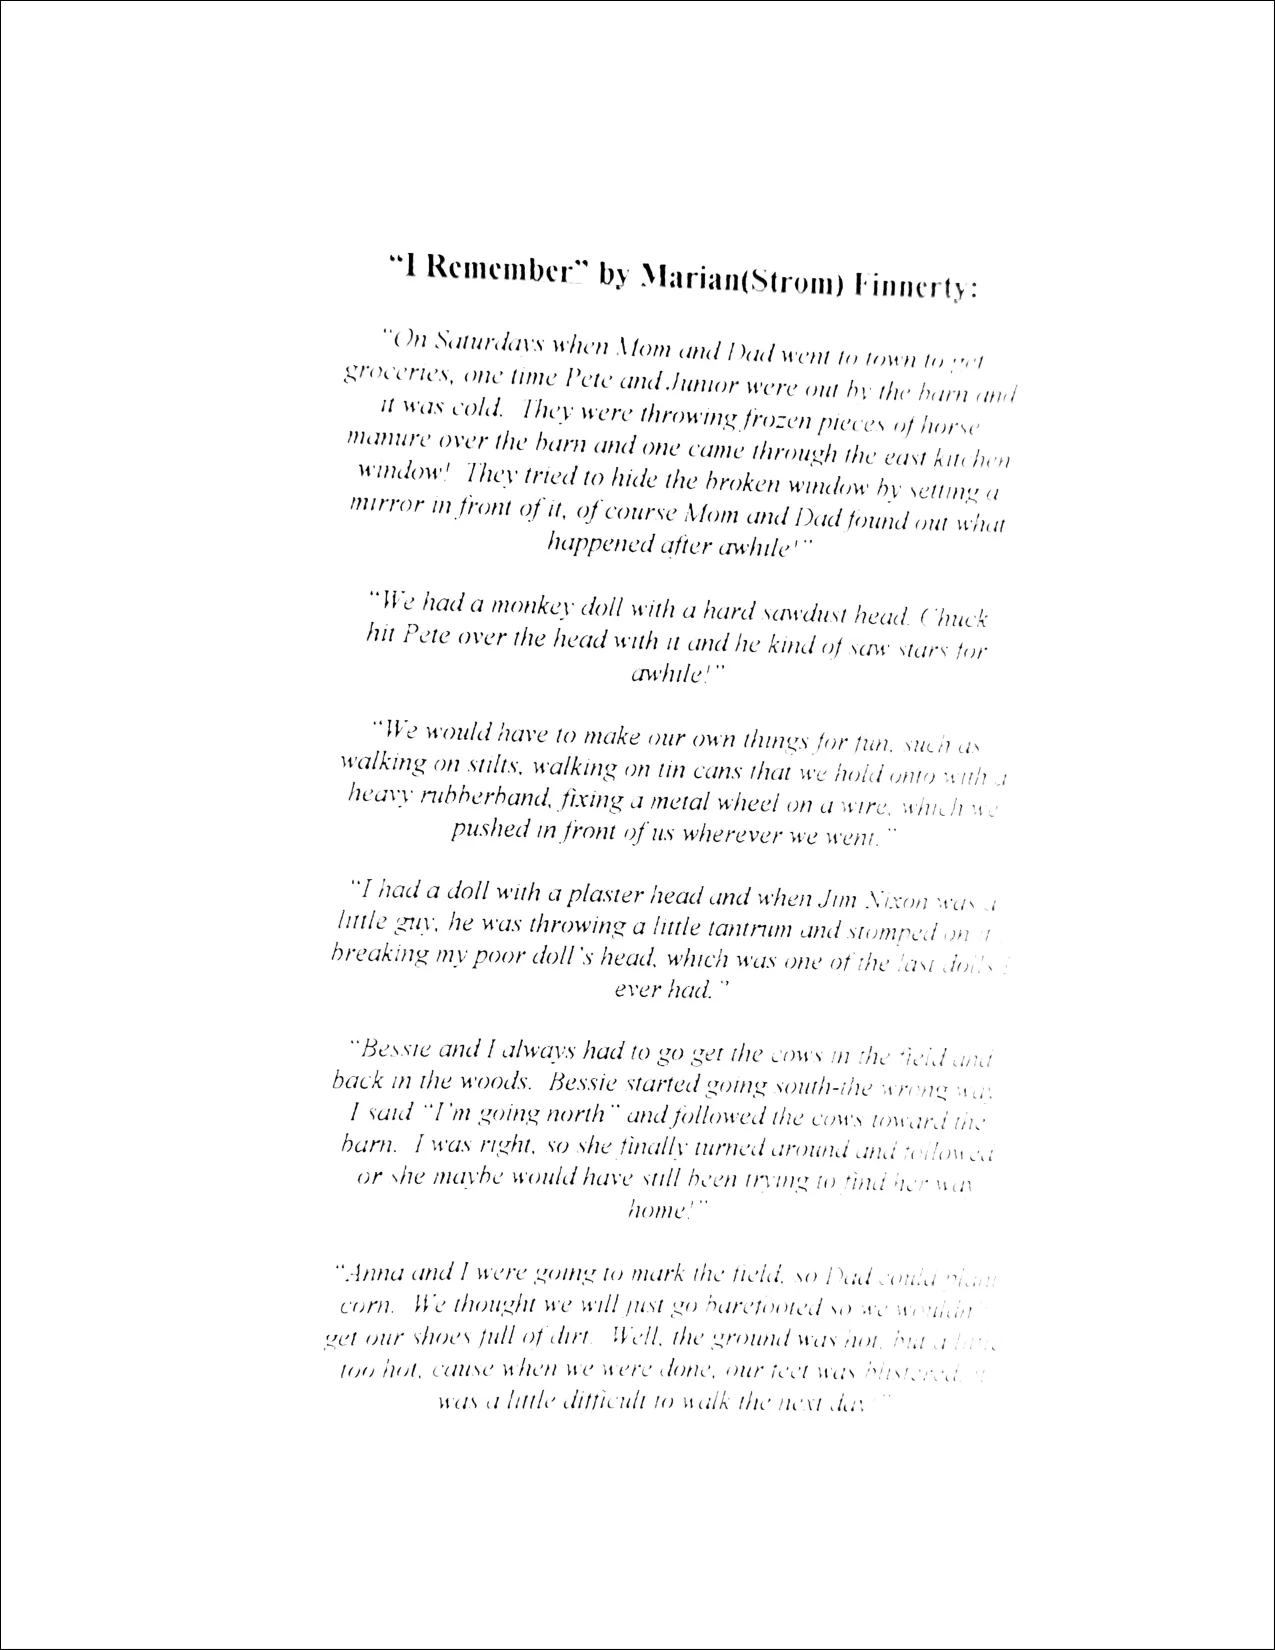 “I Remember” by Marian(Strom) Finnerty:
“On Saturdays when Mom and Dad went to town to get
groceries, one time Pete and Junior were out by the barn and
it was cold. They were throwing frozen pieces of horse
manure over the barn and one came through the east kitchen
window! They tried to hide the broken window by setting a
mirror in front of it, of course Mom and Dad found out what
happened after awhile!”
“We had a monkey doll with a hard sawdust head. Chuck
hit Pete over the head with it and he kind of saw stars for
awhile!”
“We would have to make our own things for fun, such as
walking on stilts, walking on tin cans that we hold onto with a
heavy rubberband, fixing a metal wheel on a wire, which we
pushed in front of us wherever we went.”
“I had a doll with a plaster head and when Jim Nixon was a
little guy, he was throwing a little tantrum and stomped on it
breaking my poor doll’s head, which was one of the last dolls I
ever had.”
“Bessie and I always had to go get the cows in the field and
back in the woods. Bessie started going south-the wrong way
I said “I’m going north” and followed the cows toward the
barn. I was right, so she finally turned around and followed
or she maybe would have still been trying to find her way
home!”
“Anna and I were going to mark the field, so Dad could plant
corn. We thought we will just go barefooted so we wouldn’t
get our shoes full of dirt. Well, the ground was hot, but a little
too hot, cause when we were done, our feet was blistered, it
was a little difficult to walk the next day.”